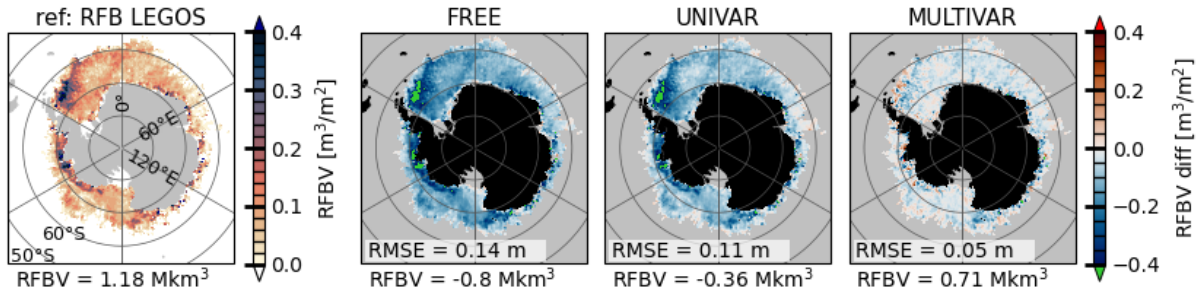 ref: RFB LEGOS
FREE
UNIVAR
MULTIVAR
0°
60°E
120°E
60°S
50°S
0.4
0.3
0.2
0.1
0.0
RFBV [m³/m²]
RMSE = 0.14 m
RMSE = 0.11 m
RMSE = 0.05 m
0.4
0.2
0.0
−0.2
−0.4
RFBV diff [m³/m²]
RFBV = 1.18 Mkm³
RFBV = -0.8 Mkm³
RFBV = -0.36 Mkm³
RFBV = 0.71 Mkm³